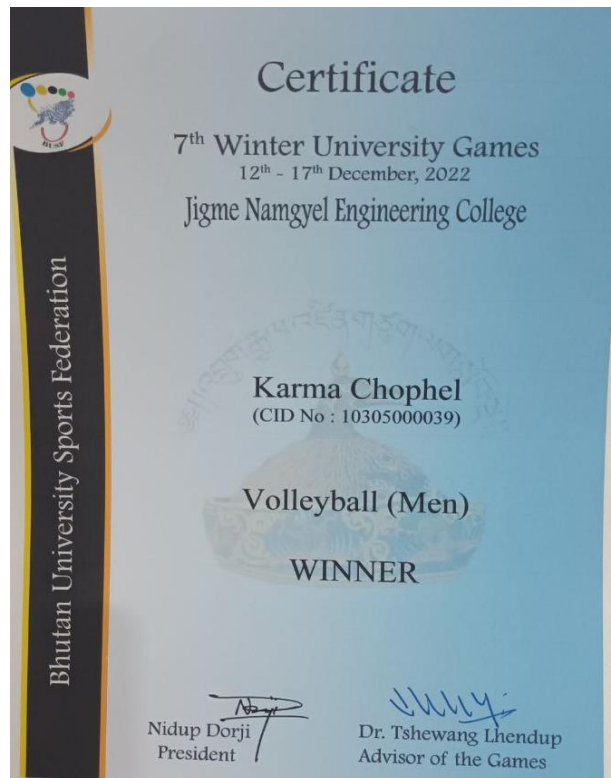 Certificate
7th Winter University Games
12th - 17th December, 2022
Jigme Namgyel Engineering College
Karma Chophel
(CID No : 10305000039)
Volleyball (Men)
WINNER
Nidup Dorji
President
Dr. Tshewang Lhendup
Advisor of the Games
Bhutan University Sports Federation
BUSF